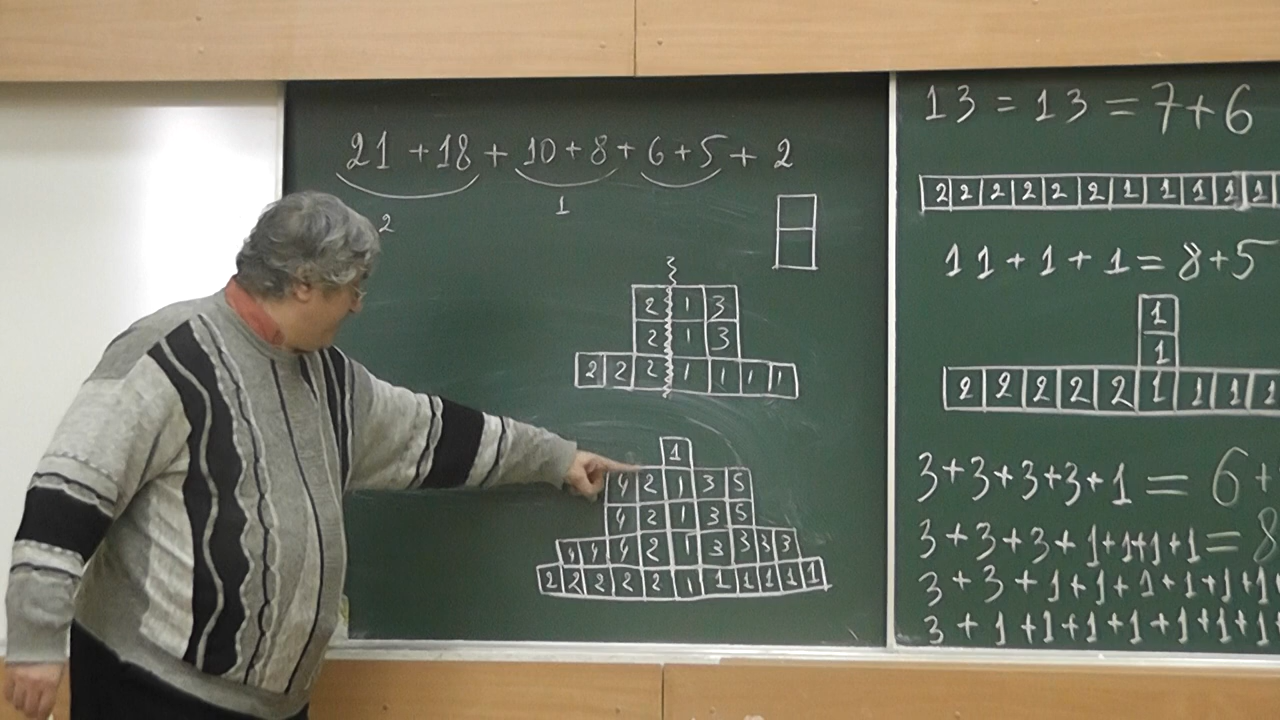 21 + 18 + 10 + 8 + 6 + 5 + 2
2 1
2 1 3
2 1 3
2 2 2 1 1 1 1
1
4 2 1 3 5
4 2 1 3 5
4 4 4 2 1 3 3 3 3
2 2 2 2 2 1 1 1 1 1 1
13 = 13 = 7 + 6
2 2 2 2 2 2 1 1 1 1 1
11 + 1 + 1 = 8 + 5
1
1
2 2 2 2 2 1 1 1 1 1
3 + 3 + 3 + 3 + 1 = 6 +
3 + 3 + 3 + 1 + 1 + 1 + 1 = 8
3 + 3 + 1 + 1 + 1 + 1 + 1 + 1
3 + 1 + 1 + 1 + 1 + 1 + 1 + 1